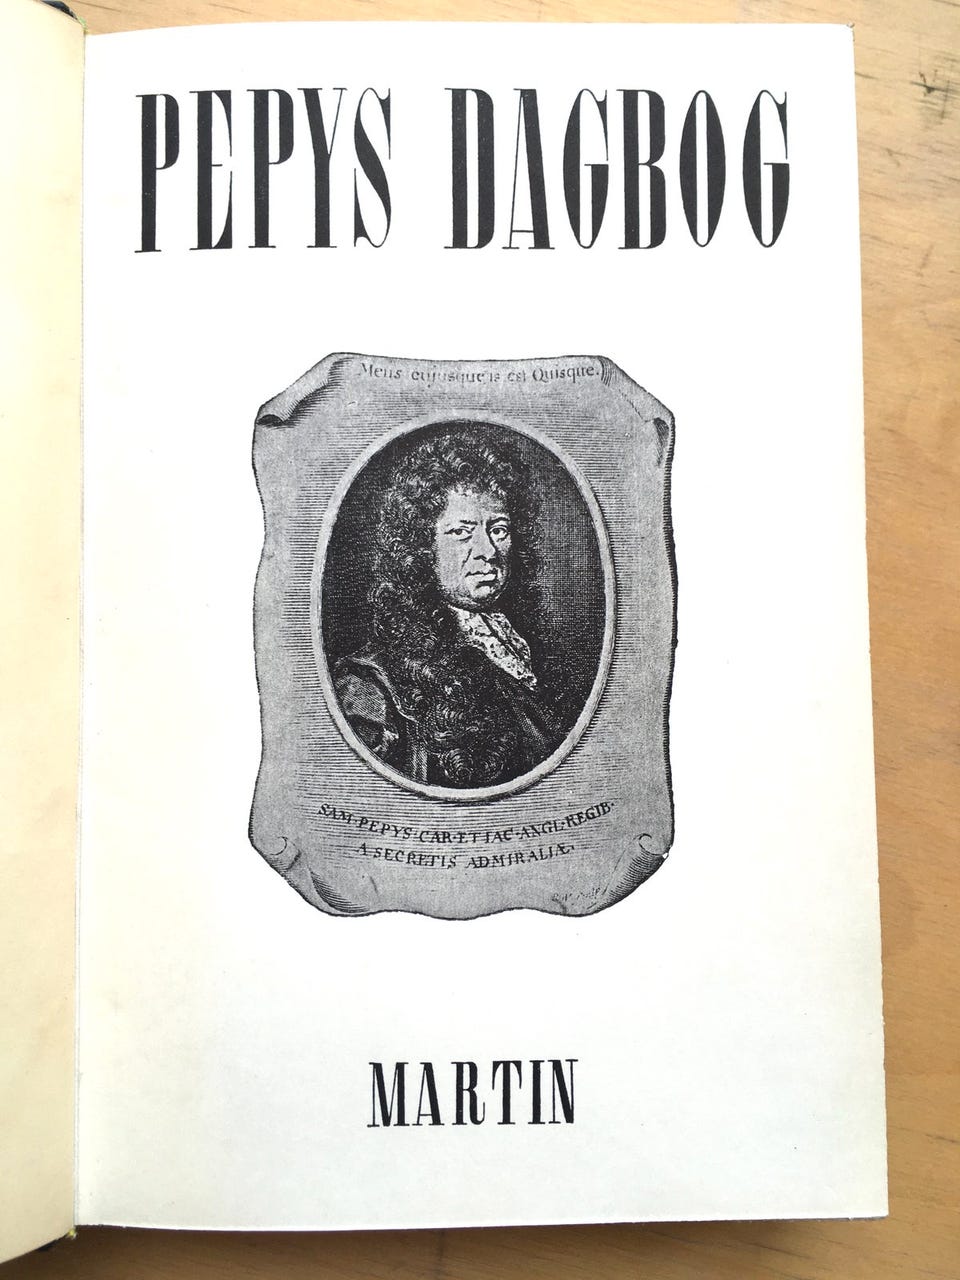 PEPYS DAGBOG
Mens cujusque is est Quisque.
SAM·PEPYS·CAR·ET IAC·ANGL·REGIB·
A SECRETIS ADMIRALIÆ·
MARTIN